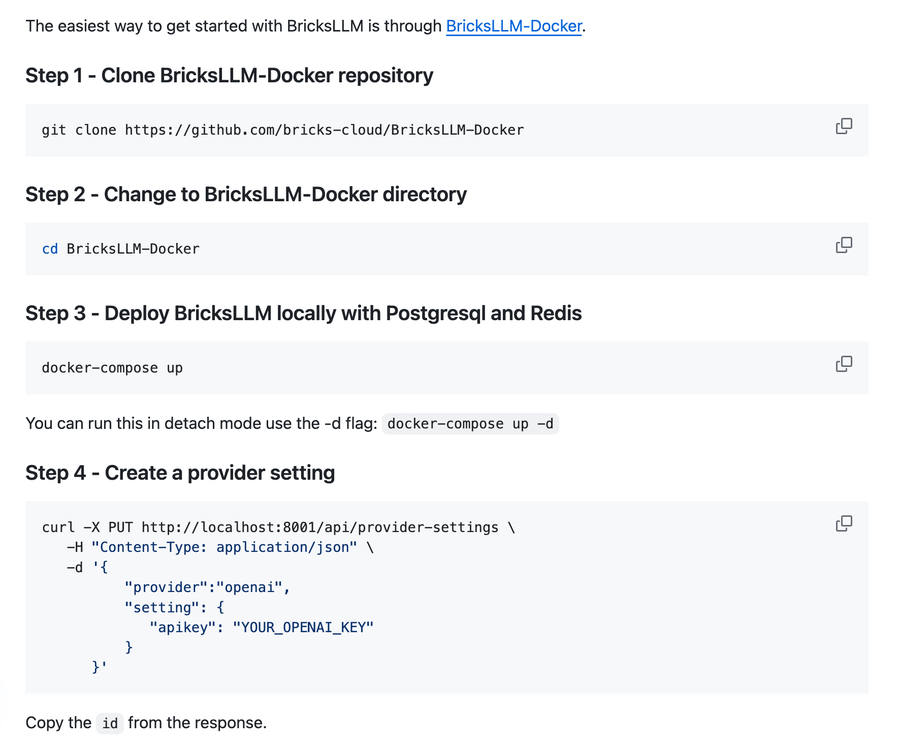 The easiest way to get started with BricksLLM is through BricksLLM-Docker.
Step 1 - Clone BricksLLM-Docker repository
git clone https://github.com/bricks-cloud/BricksLLM-Docker
Step 2 - Change to BricksLLM-Docker directory
cd BricksLLM-Docker
Step 3 - Deploy BricksLLM locally with Postgresql and Redis
docker-compose up
You can run this in detach mode use the -d flag: docker-compose up -d
Step 4 - Create a provider setting
curl -X PUT http://localhost:8001/api/provider-settings \
   -H "Content-Type: application/json" \
   -d '{
          "provider":"openai",
          "setting": {
             "apikey": "YOUR_OPENAI_KEY"
          }
      }'
Copy the id from the response.